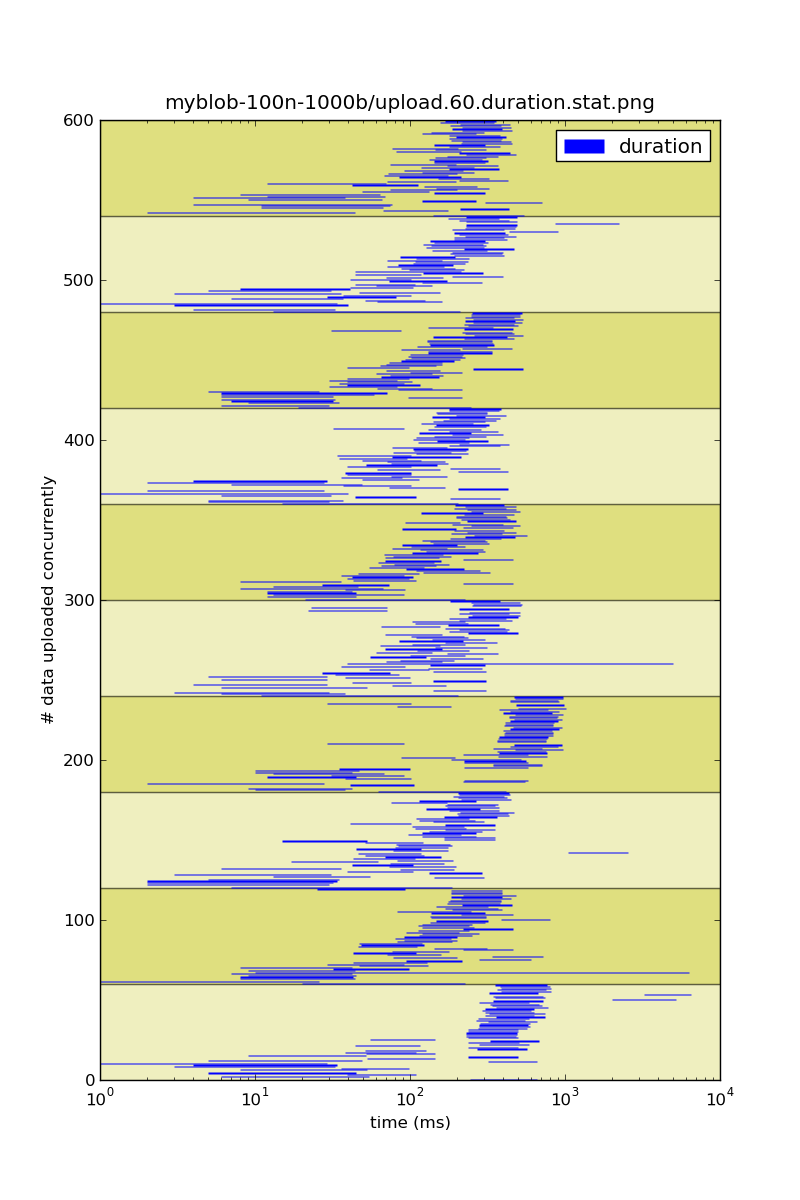 myblob-100n-1000b/upload.60.duration.stat.png
duration
600
500
400
300
200
100
0
# data uploaded concurrently
10^0 10^1 10^2 10^3 10^4
time (ms)